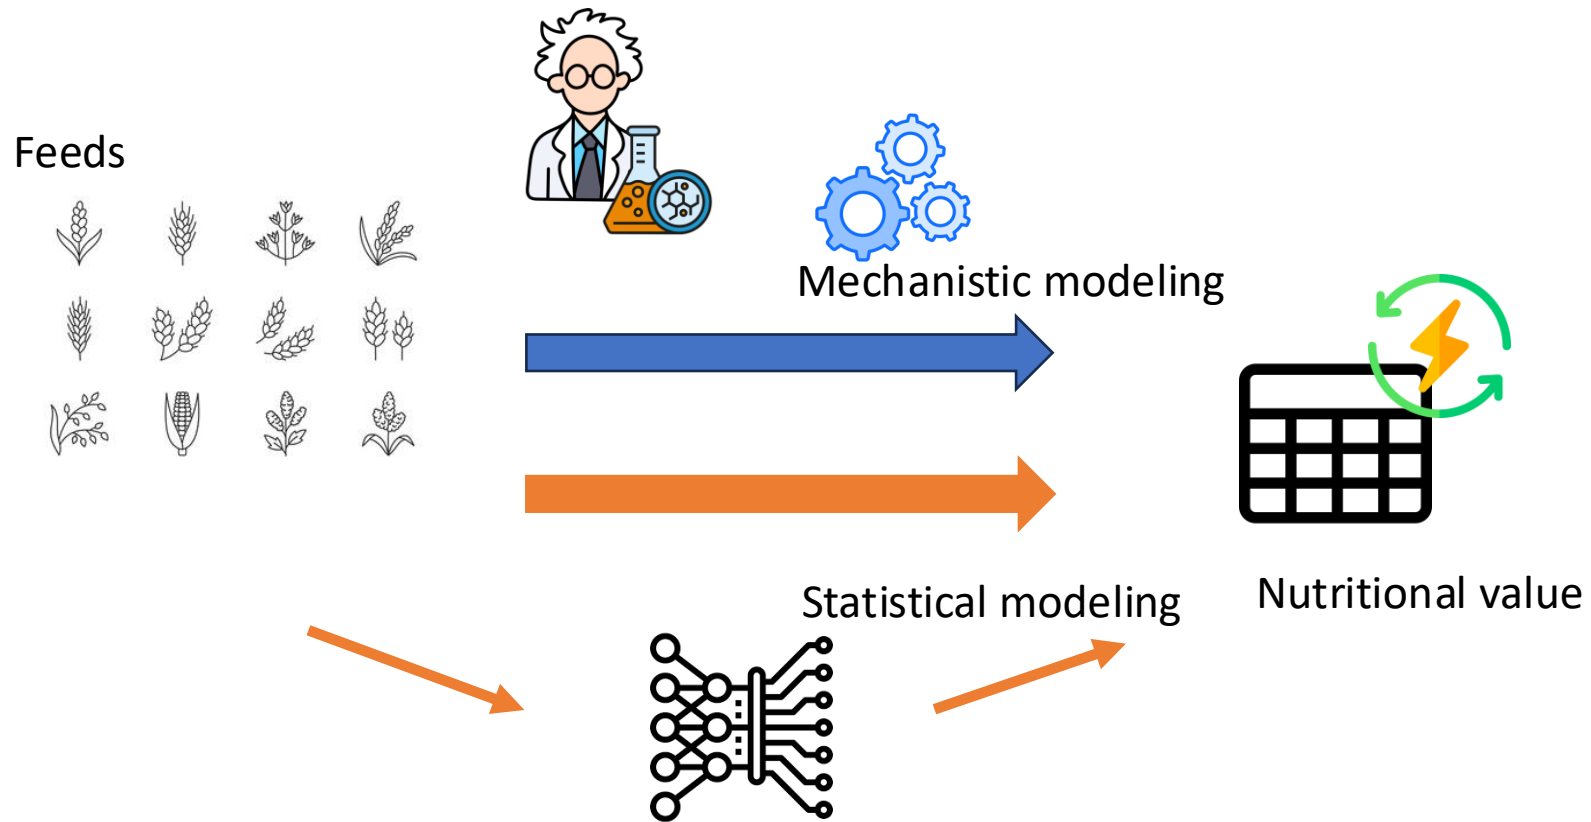 Feeds
Mechanistic modeling
Statistical modeling
Nutritional value